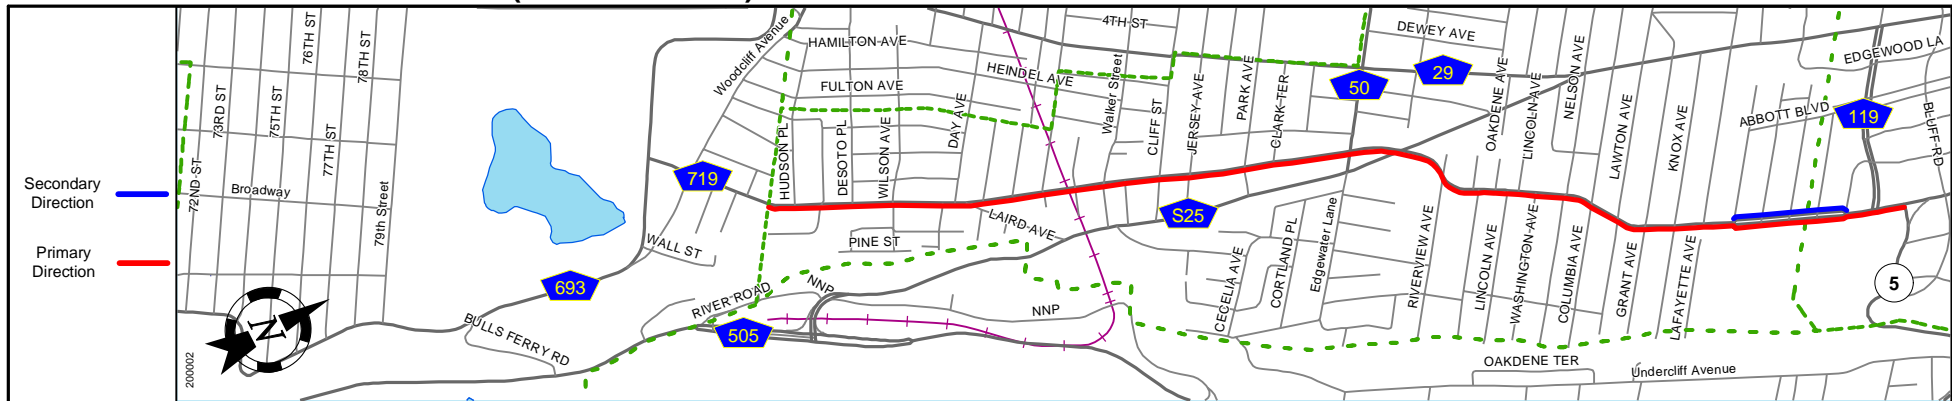 Secondary
Direction
Primary
Direction
72ND ST
73RD ST
75TH ST
76TH ST
77TH ST
78TH ST
79th Street
Broadway
2000002
N
693
BULLS FERRY RD
WALL ST
719
Woodcliff Avenue
HAMILTON AVE
FULTON AVE
HUDSON PL
DESOTO PL
WILSON AVE
DAY AVE
HEINDEL AVE
4TH ST
Walker Street
CLIFF ST
JERSEY AVE
PARK AVE
CLARK TER
50
29
DEWEY AVE
OAKDENE AVE
LINCOLN AVE
NELSON AVE
LAWTON AVE
KNOX AVE
ABBOTT BLVD
119
EDGEWOOD LA
BLUFF RD
5
LAIRD AVE
PINE ST
S25
RIVER ROAD
505
NNP
NNP
CECELIA AVE
CORTLAND PL
Edgewater Lane
RIVERVIEW AVE
LINCOLN AVE
WASHINGTON AVE
COLUMBIA AVE
GRANT AVE
LAFAYETTE AVE
OAKDENE TER
Undercliff Avenue